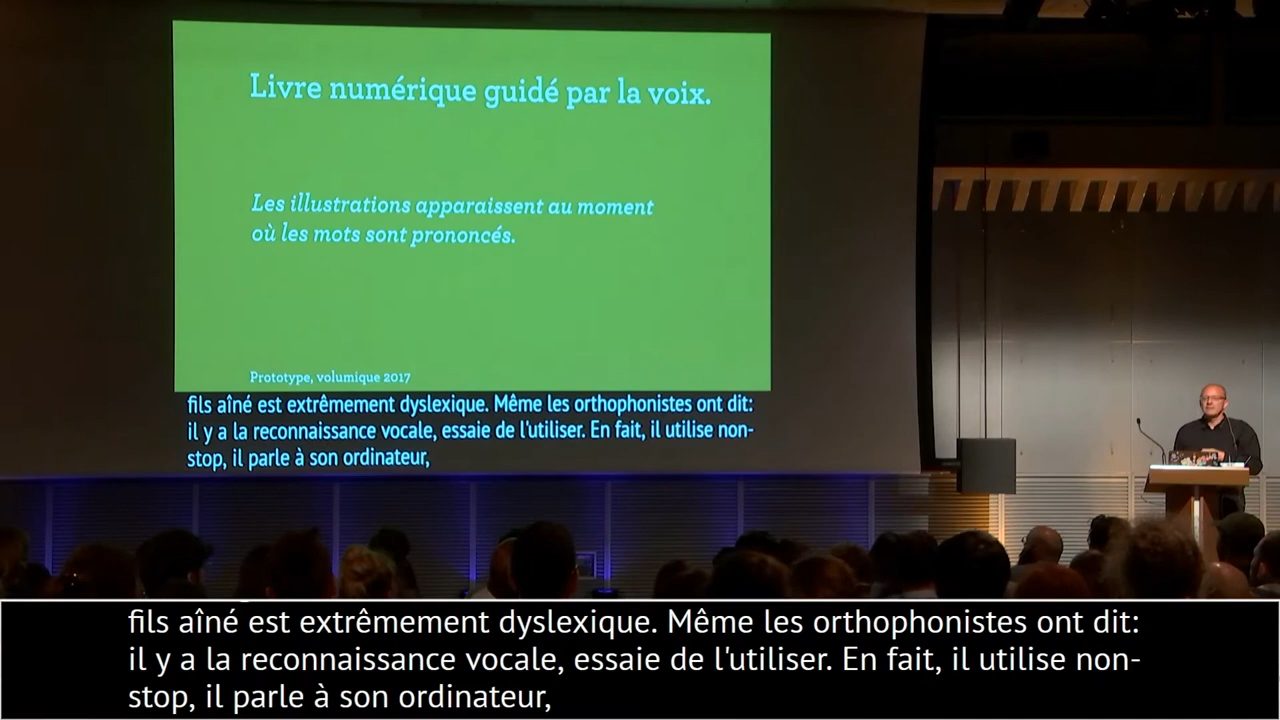 Livre numérique guidé par la voix.
Les illustrations apparaissent au moment
où les mots sont prononcés.
Prototype, volumique 2017
fils aîné est extrêmement dyslexique. Même les orthophonistes ont dit:
il y a la reconnaissance vocale, essaie de l'utiliser. En fait, il utilise non-
stop, il parle à son ordinateur,
fils aîné est extrêmement dyslexique. Même les orthophonistes ont dit:
il y a la reconnaissance vocale, essaie de l'utiliser. En fait, il utilise non-
stop, il parle à son ordinateur,